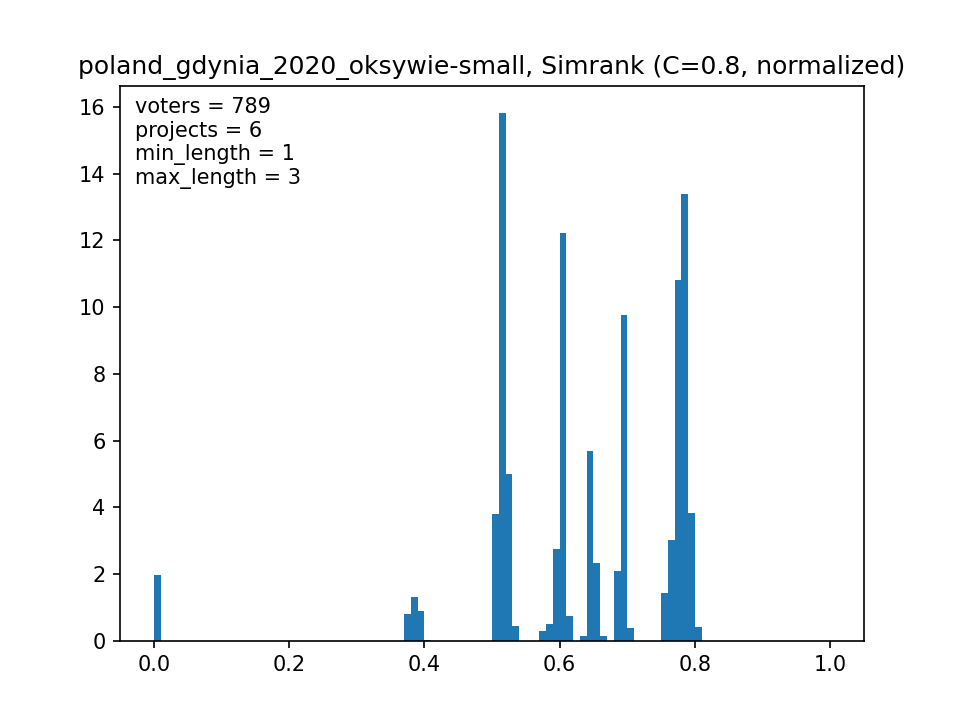 poland_gdynia_2020_oksywie-small, Simrank (C=0.8, normalized)
voters = 789
projects = 6
min_length = 1
max_length = 3
16
14
12
10
8
6
4
2
0
0.0 0.2 0.4 0.6 0.8 1.0